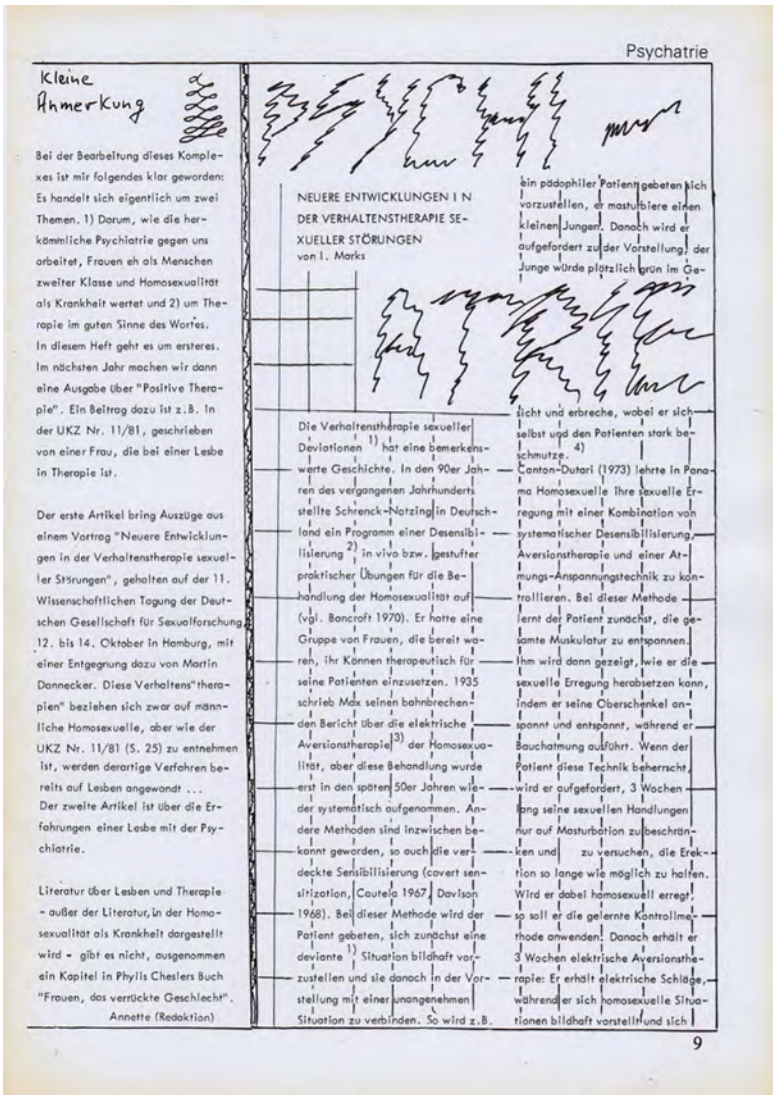 Psychatrie
Kleine
Anmerkung
Bei der Bearbeitung dieses Komple-
xes ist mir folgendes klar geworden:
Es handelt sich eigentlich um zwei
Themen. 1) Darum, wie die her-
kömmliche Psychiatrie gegen uns
arbeitet, Frauen eh als Menschen
zweiter Klasse und Homosexualität
als Krankheit wertet und 2) um The-
rapie im guten Sinne des Wortes.
In diesem Heft geht es um ersteres.
Im nächsten Jahr machen wir dann
eine Ausgabe über "Positive Thera-
pie". Ein Beitrag dazu ist z.B. in
der UKZ Nr. 11/81, geschrieben
von einer Frau, die bei einer Lesbe
in Therapie ist.
Der erste Artikel bring Auszüge aus
einem Vortrag "Neuere Entwicklun-
gen in der Verhaltenstherapie sexuel-
ler Störungen", gehalten auf der 11.
Wissenschaftlichen Tagung der Deut-
schen Gesellschaft für Sexualforschung,
12. bis 14. Oktober in Hamburg, mit
einer Entgegnung dazu von Martin
Dannecker. Diese Verhaltens"thera-
pien" beziehen sich zwar auf männ-
liche Homosexuelle, aber wie der
UKZ Nr. 11/81 (S. 25) zu entnehmen
ist, werden derartige Verfahren be-
reits auf Lesben angewandt ...
Der zweite Artikel ist über die Er-
fahrungen einer Lesbe mit der Psy-
chiatrie.
Literatur über Lesben und Therapie
- außer der Literatur, in der Homo-
sexualität als Krankheit dargestellt
wird - gibt es nicht, ausgenommen
ein Kapitel in Phylis Cheslers Buch
"Frauen, das verrückte Geschlecht".
Annette (Redaktion)
PSYCHI-
ATRIE
NEUERE ENTWICKLUNGEN I N
DER VERHALTENSTHERAPIE SE-
XUELLER STÖRUNGEN
von I. Marks
Die Verhaltenstherapie sexueller
Deviationen 1) hat eine bemerkens-
werte Geschichte. In den 90er Jah-
ren des vergangenen Jahrhunderts
stellte Schrenck-Notzing in Deutsch-
land ein Programm einer Desensibi-
lisierung 2) in vivo bzw. gestufter
praktischer Übungen für die Be-
handlung der Homosexualität auf
(vgl. Bancroft 1970). Er hatte eine
Gruppe von Frauen, die bereit wa-
ren, ihr Können therapeutisch für
seine Patienten einzusetzen. 1935
schrieb Max seinen bahnbrechen-
den Bericht über die elektrische
Aversionstherapie 3) der Homosexua-
lität, aber diese Behandlung wurde
erst in den späten 50er Jahren wie-
der systematisch aufgenommen. An-
dere Methoden sind inzwischen be-
kannt geworden, so auch die ver-
deckte Sensibilisierung (covert sen-
sitization, Cautela 1967, Davison
1968). Bei dieser Methode wird der
Patient gebeten, sich zunächst eine
deviante 1) Situation bildhaft vor-
zustellen und sie danach in der Vor-
stellung mit einer unangenehmen
Situation zu verbinden. So wird z.B.
ein pädophiler Patient gebeten sich
vorzustellen, er masturbiere einen
kleinen Jungen. Danach wird er
aufgefordert zu der Vorstellung, der
Junge würde plötzlich grün im Ge-
sicht und erbreche, wobei er sich
selbst und den Patienten stark be-
schmutze. 4)
Canton-Dutari (1973) lehrte in Pana-
ma Homosexuelle ihre sexuelle Er-
regung mit einer Kombination von
systematischer Desensibilisierung,
Aversionstherapie und einer At-
mungs-Anspannungstechnik zu kon-
trollieren. Bei dieser Methode
lernt der Patient zunächst, die ge-
samte Muskulatur zu entspannen.
Ihm wird dann gezeigt, wie er die
sexuelle Erregung herabsetzen kann,
indem er seine Oberschenkel an-
spannt und entspannt, während er
Bauchatmung ausführt. Wenn der
Patient diese Technik beherrscht,
wird er aufgefordert, 3 Wochen
lang seine sexuellen Handlungen
nur auf Masturbation zu beschrän-
ken und zu versuchen, die Erek-
tion so lange wie möglich zu halten.
Wird er dabei homosexuell erregt,
so soll er die gelernte Kontrollme-
thode anwenden. Danach erhält er
3 Wochen elektrische Aversionsthe-
rapie: Er erhält elektrische Schläge,
während er sich homosexuelle Situa-
tionen bildhaft vorstellt und sich
9